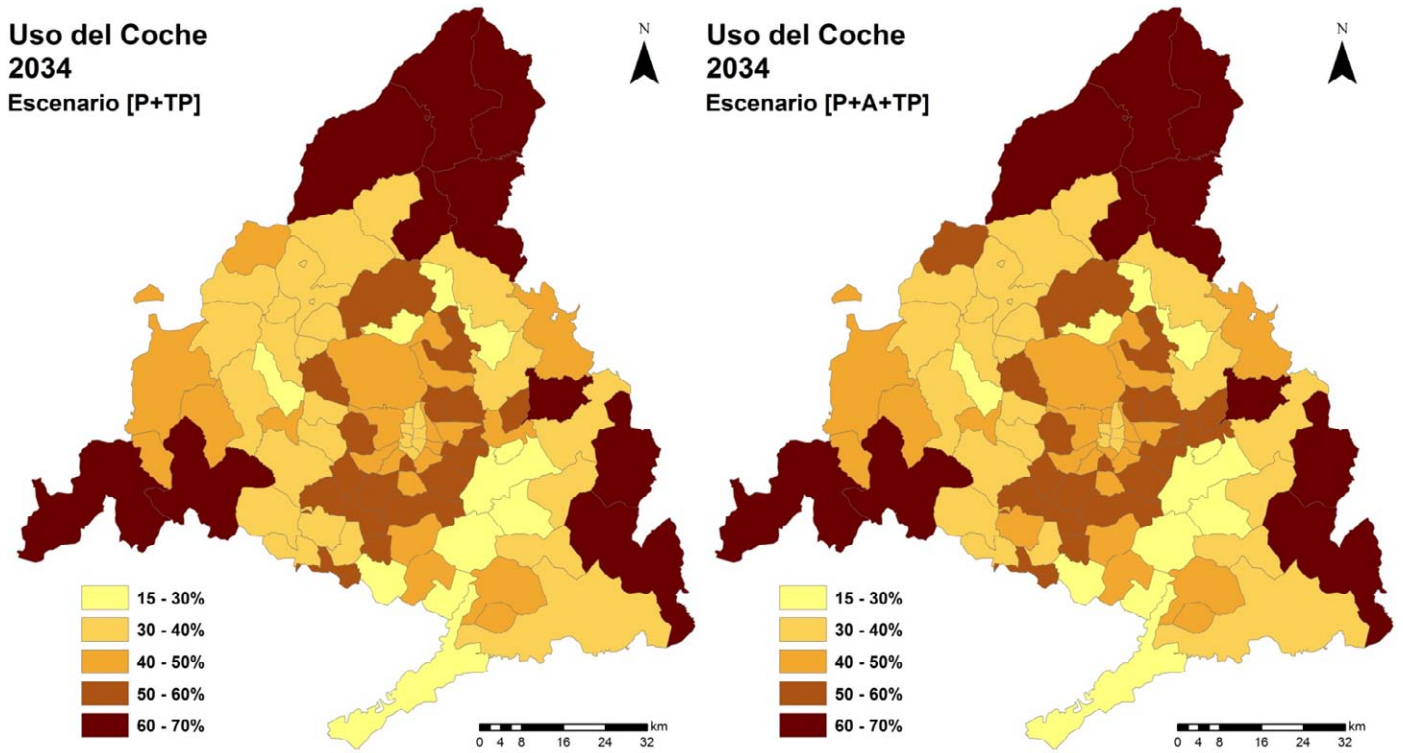 Uso del Coche
2034
Escenario [P+TP]
N
15 - 30%
30 - 40%
40 - 50%
50 - 60%
60 - 70%
km
0 4 8 16 24 32
Uso del Coche
2034
Escenario [P+A+TP]
N
15 - 30%
30 - 40%
40 - 50%
50 - 60%
60 - 70%
km
0 4 8 16 24 32